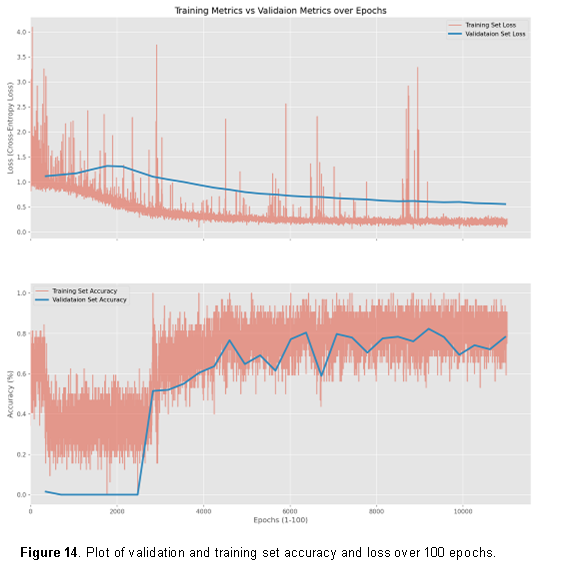 Training Metrics vs Validaion Metrics over Epochs
Training Set Loss
Validataion Set Loss
Loss (Cross-Entropy Loss)
4.0
3.5
3.0
2.5
2.0
1.5
1.0
0.5
0.0
Training Set Accuracy
Validataion Set Accuracy
Accuracy (%)
1.0
0.8
0.6
0.4
0.2
0.0
0 2000 4000 6000 8000 10000
Epochs (1-100)
Figure 14. Plot of validation and training set accuracy and loss over 100 epochs.